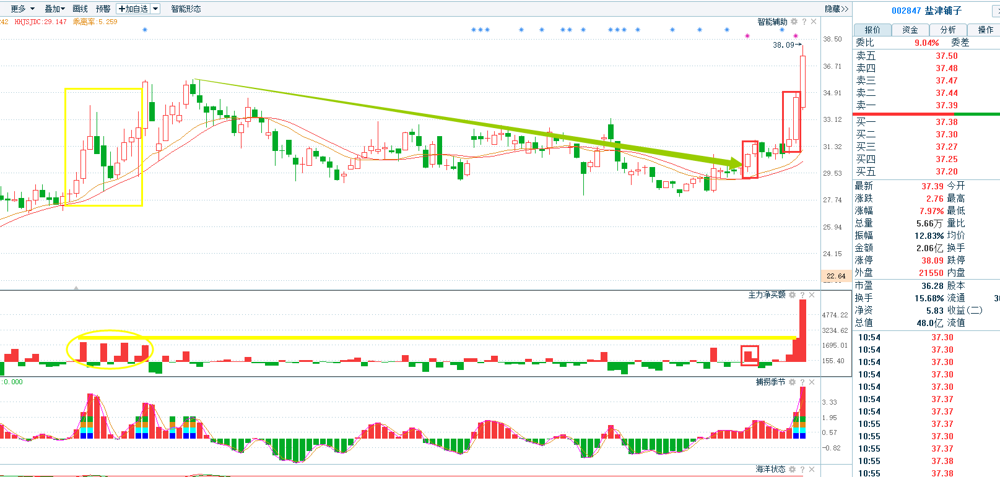 更多 叠加 画线 预警 +加自选 智能形态 隐藏>>
242 HHJSJDC:29.147 乖离率:5.259
智能辅助 ? ×
38.09→
38.50
36.71
34.91
33.12
31.32
29.53
27.74
25.94
24.15
22.64
主力净买额 ? ×
4774.22
3234.62
1695.01
155.40
:0.000
捕捞季节 ? ×
3.33
1.95
0.57
-0.82
海洋状态 ? ×
002847 盐津铺子
报价 资金 分析 操作
委比 9.04% 委差
卖五 37.50
卖四 37.48
卖三 37.47
卖二 37.44
卖一 37.39
买一 37.38
买二 37.30
买三 37.27
买四 37.25
买五 37.20
最新 37.39 今开
涨跌 2.76 最高
涨幅 7.97% 最低
总量 5.66万 量比
振幅 12.83% 均价
金额 2.06亿 换手
涨停 38.09 跌停
外盘 21550 内盘
市盈 36.28 股本
换手 15.68% 流通 30
净资 5.83 收益(二)
总值 48.0亿 流值
10:54 37.30
10:54 37.30
10:54 37.30
10:54 37.30
10:54 37.30
10:54 37.37
10:54 37.37
10:55 37.37
10:55 37.30
10:55 37.37
10:55 37.38
10:55 37.38